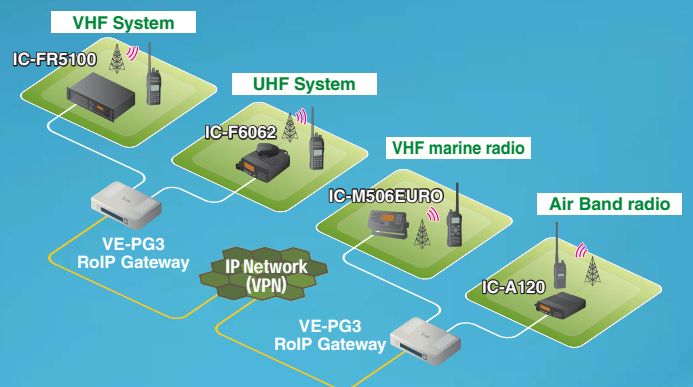 VHF System
IC-FR5100
UHF System
IC-F6062
VHF marine radio
IC-M506EURO
Air Band radio
IC-A120
VE-PG3
RoIP Gateway
IP Network
(VPN)
VE-PG3
RoIP Gateway